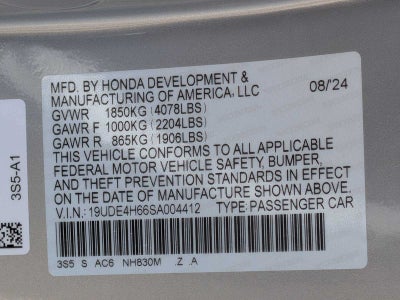 MFD. BY HONDA DEVELOPMENT &
MANUFACTURING OF AMERICA, LLC 08/'24
GVWR 1850KG (4078LBS)
GAWR F 1000KG (2204LBS)
GAWR R 865KG (1906LBS)
THIS VEHICLE CONFORMS TO ALL APPLICABLE
FEDERAL MOTOR VEHICLE SAFETY, BUMPER,
AND THEFT PREVENTION STANDARDS IN EFFECT
ON THE DATE OF MANUFACTURE SHOWN ABOVE.
V.I.N: 19UDE4H66SA004412 TYPE: PASSENGER CAR
3S5 S AC6 NH830M .Z .A
3S5-A1